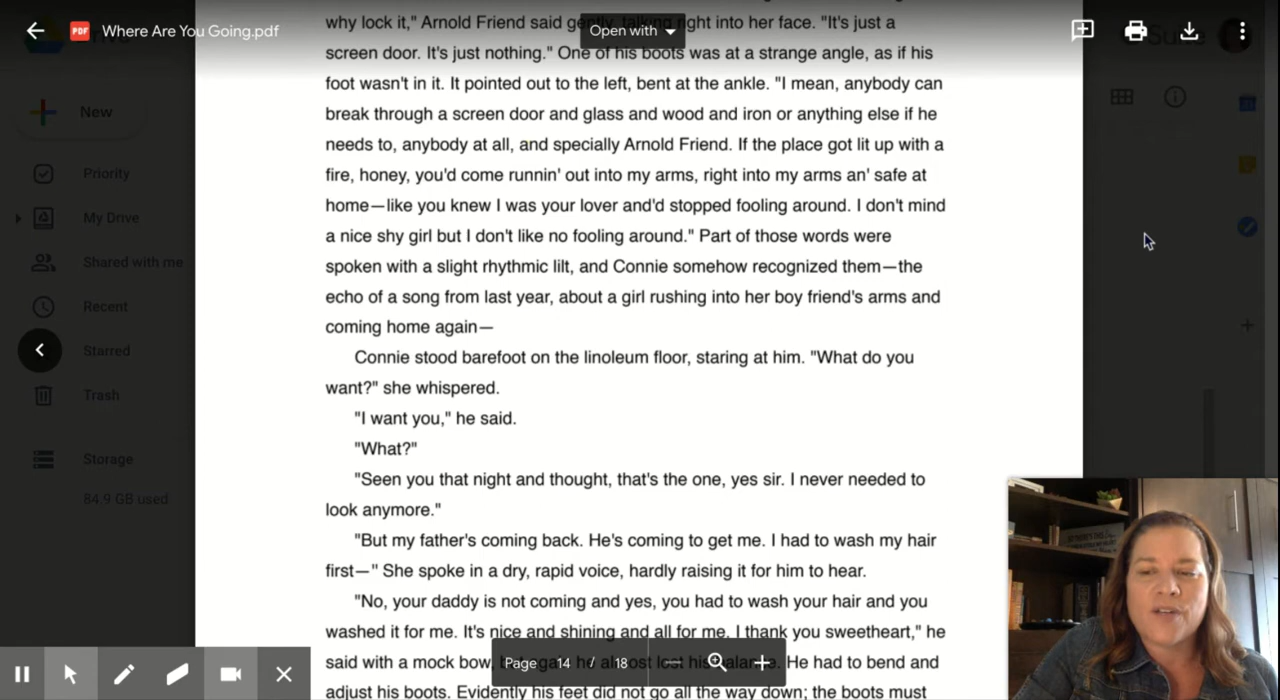 Where Are You Going.pdf
Open with
PDF
New
Priority
My Drive
Shared with me
Recent
Starred
Trash
Storage
84.9 GB used
why lock it," Arnold Friend said gently, talking right into her face. "It's just a
screen door. It's just nothing." One of his boots was at a strange angle, as if his
foot wasn't in it. It pointed out to the left, bent at the ankle. "I mean, anybody can
break through a screen door and glass and wood and iron or anything else if he
needs to, anybody at all, and specially Arnold Friend. If the place got lit up with a
fire, honey, you'd come runnin' out into my arms, right into my arms an' safe at
home—like you knew I was your lover and'd stopped fooling around. I don't mind
a nice shy girl but I don't like no fooling around." Part of those words were
spoken with a slight rhythmic lilt, and Connie somehow recognized them—the
echo of a song from last year, about a girl rushing into her boy friend's arms and
coming home again—
Connie stood barefoot on the linoleum floor, staring at him. "What do you
want?" she whispered.
"I want you," he said.
"What?"
"Seen you that night and thought, that's the one, yes sir. I never needed to
look anymore."
"But my father's coming back. He's coming to get me. I had to wash my hair
first—" She spoke in a dry, rapid voice, hardly raising it for him to hear.
"No, your daddy is not coming and yes, you had to wash your hair and you
washed it for me. It's nice and shining and all for me. I thank you sweetheart," he
said with a mock bow, but again he almost lost his balance. He had to bend and
adjust his boots. Evidently his feet did not go all the way down; the boots must
Page 14 / 18